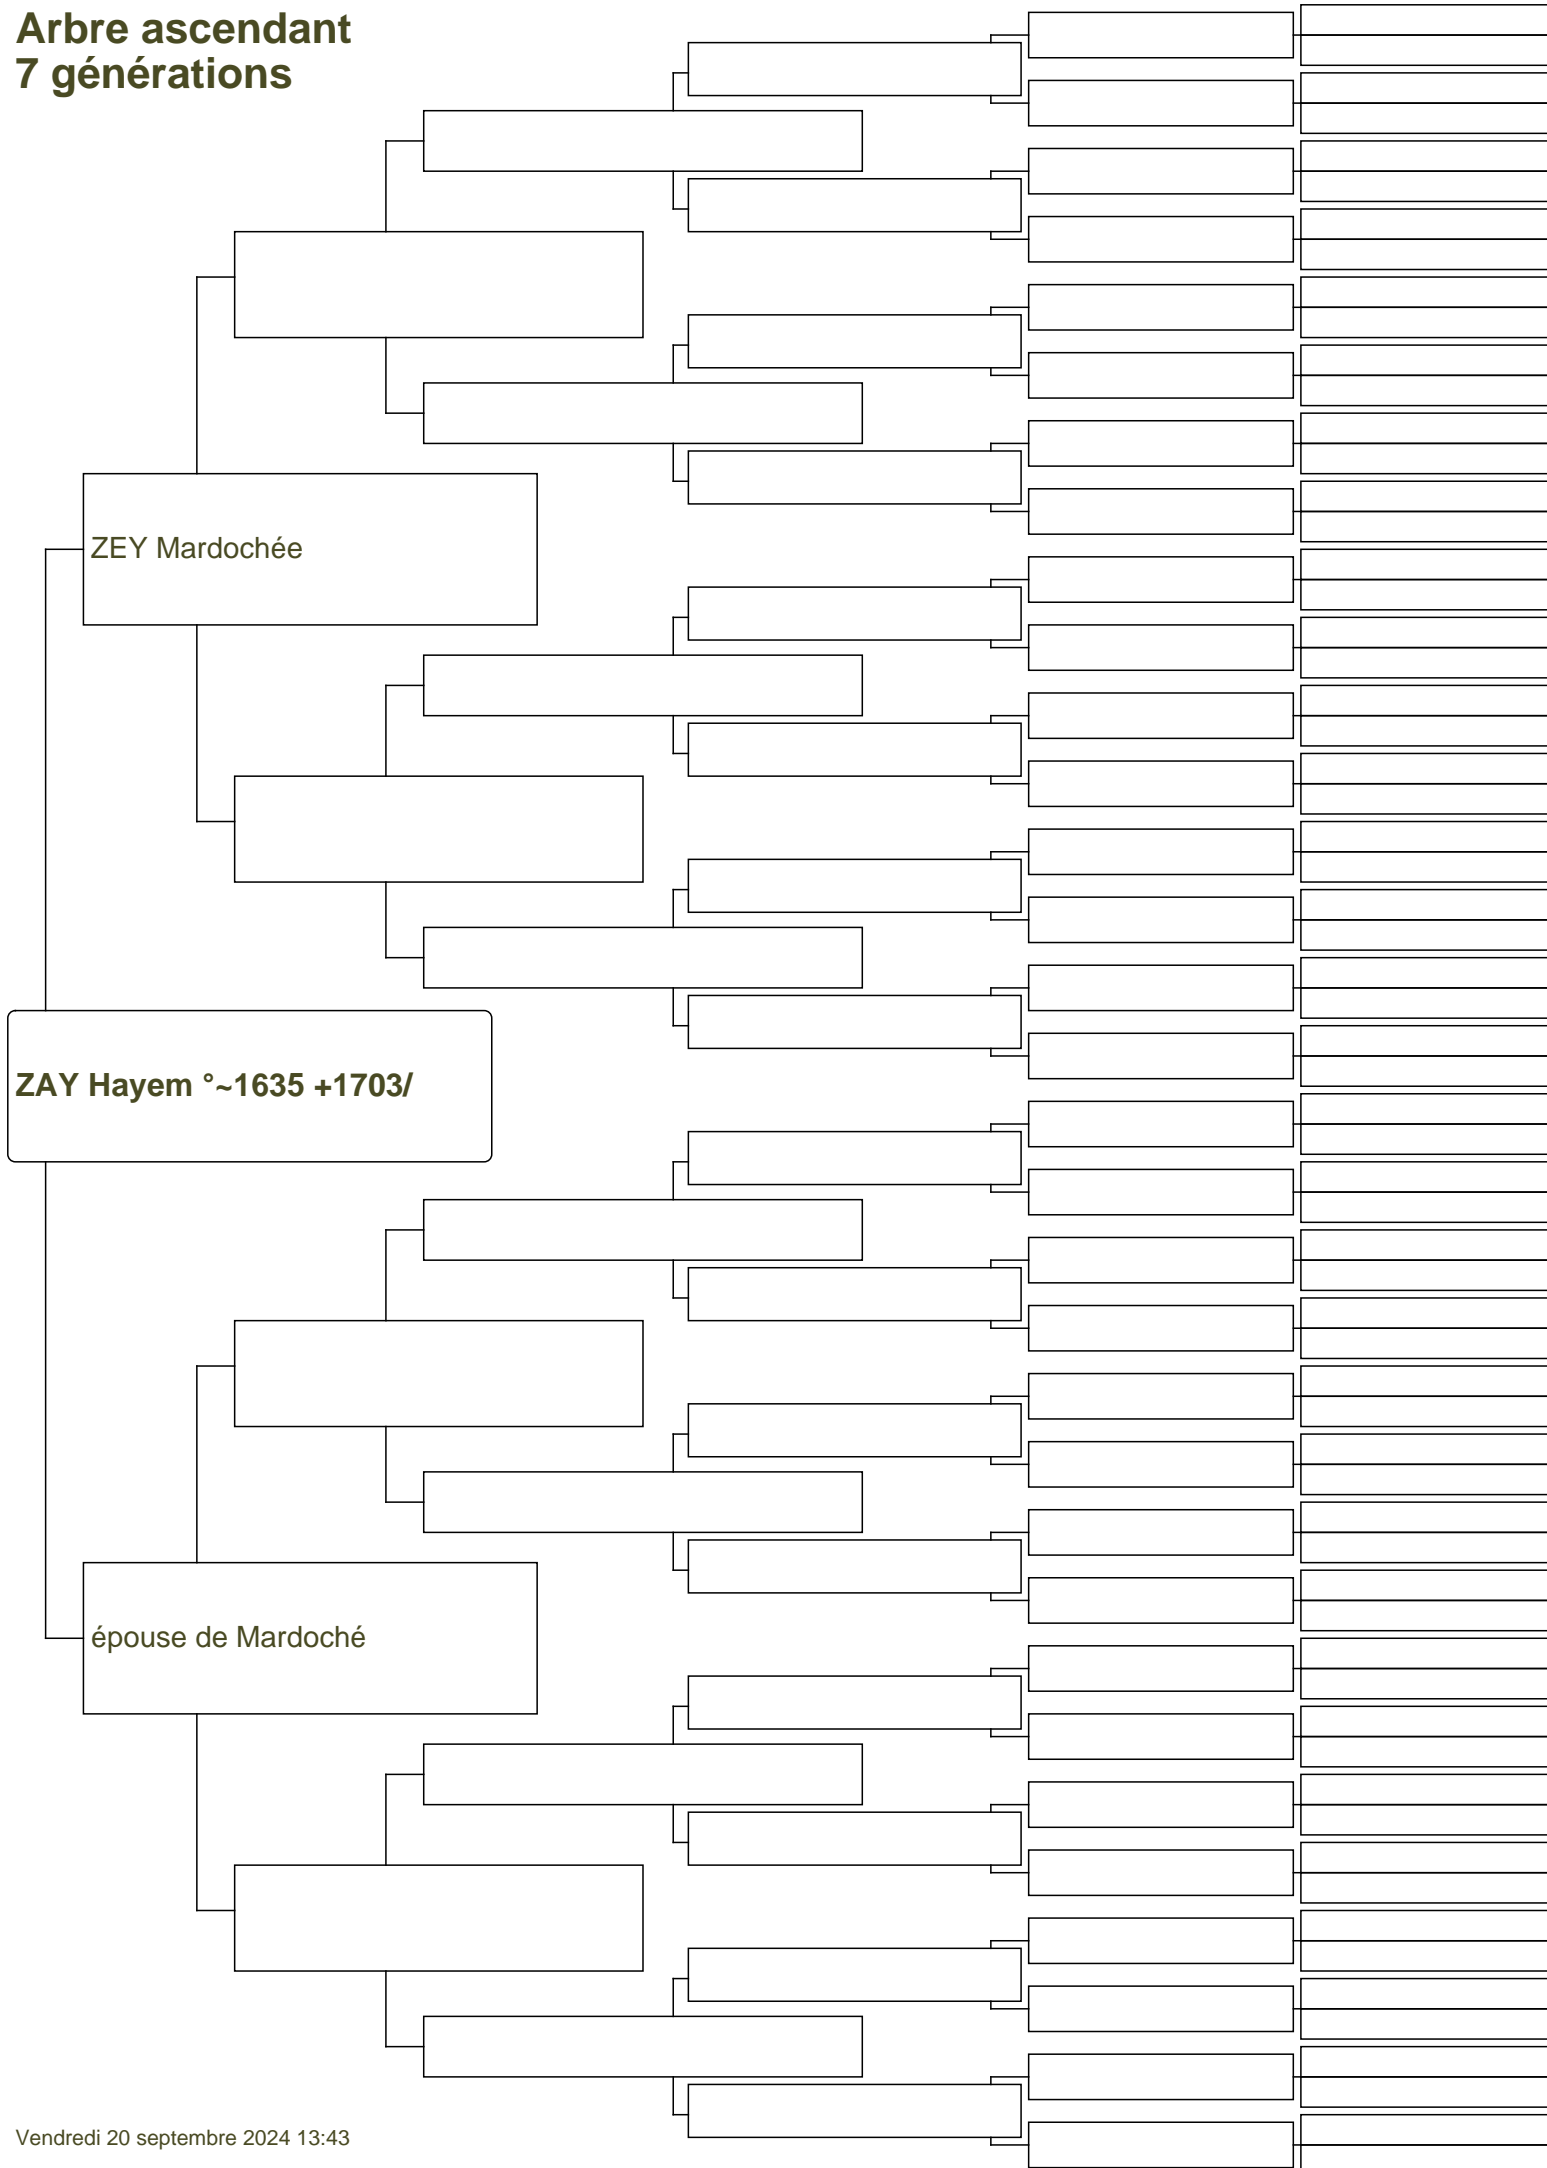 Arbre ascendant
7 générations
ZEY Mardochée
ZAY Hayem °~1635 +1703/
épouse de Mardoché
Vendredi 20 septembre 2024 13:43